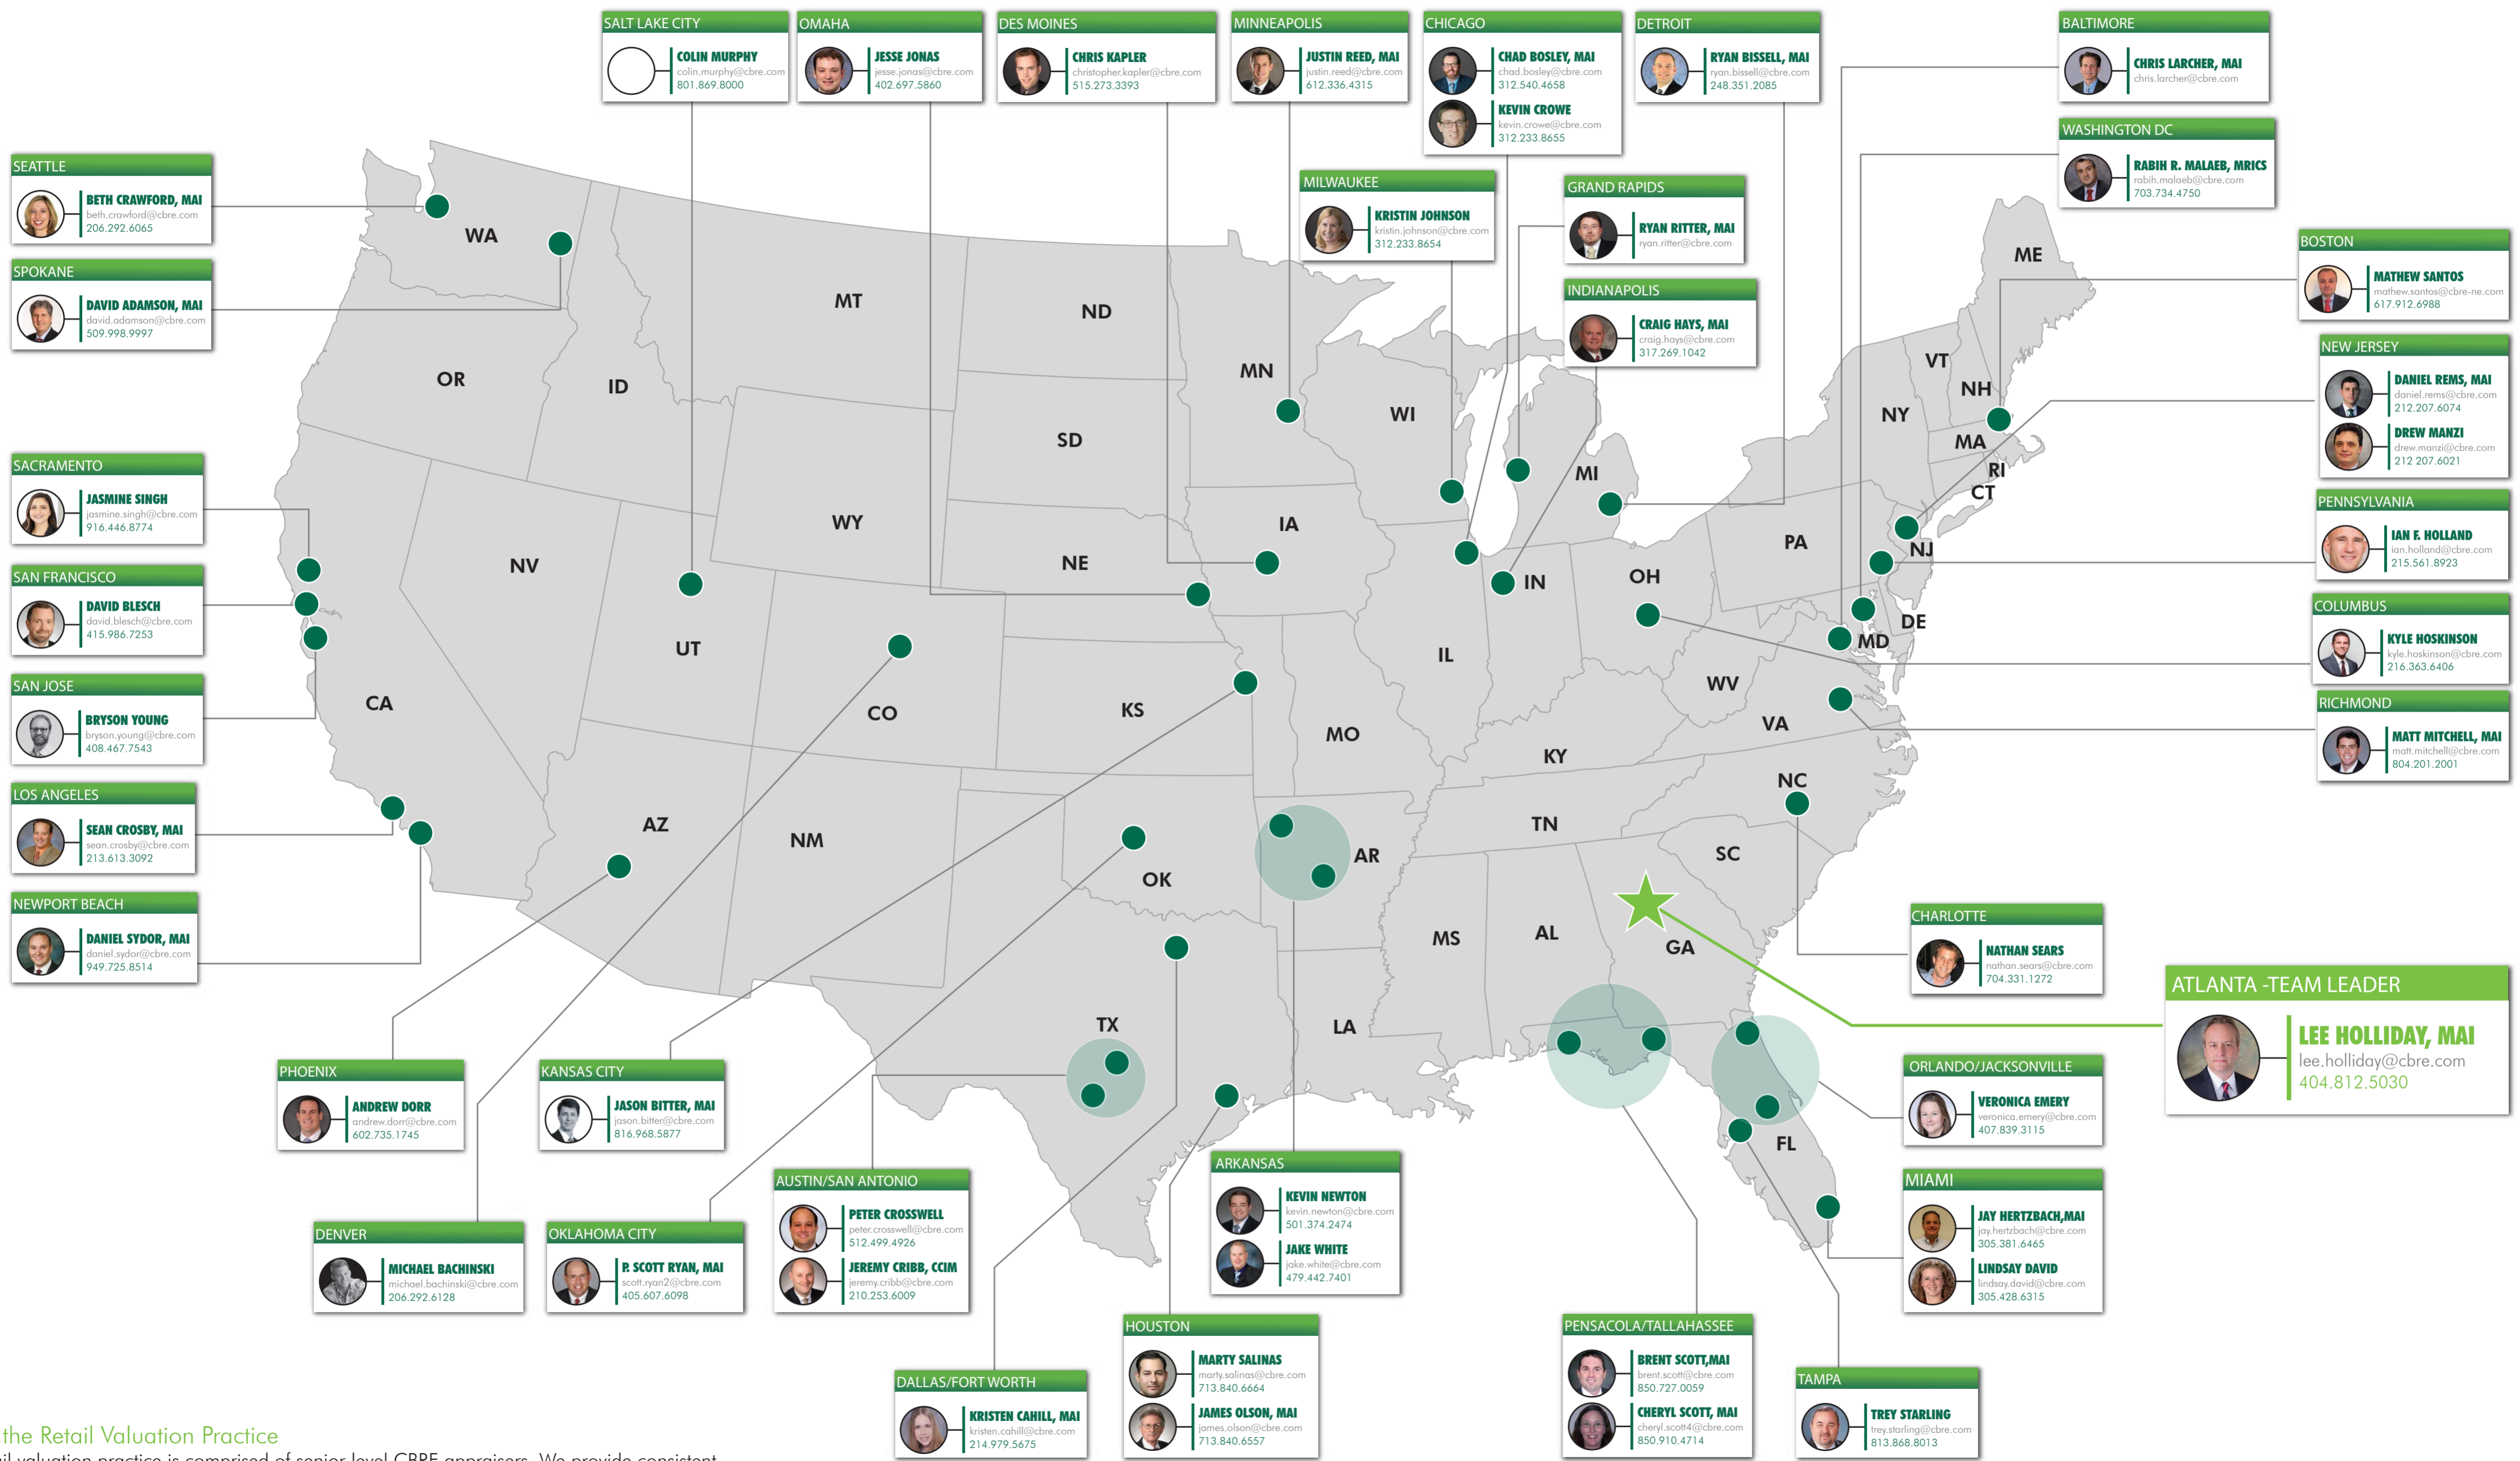 SALT LAKE CITY
COLIN MURPHY
colin.murphy@cbre.com
801.869.8000
OMAHA
JESSE JONAS
jesse.jonas@cbre.com
402.697.5860
DES MOINES
CHRIS KAPLER
christopher.kapler@cbre.com
515.273.3393
MINNEAPOLIS
JUSTIN REED, MAI
justin.reed@cbre.com
612.336.4315
CHICAGO
CHAD BOSLEY, MAI
chad.bosley@cbre.com
312.540.4658
KEVIN CROWE
kevin.crowe@cbre.com
312.233.8655
DETROIT
RYAN BISSELL, MAI
ryan.bissell@cbre.com
248.351.2085
BALTIMORE
CHRIS LARCHER, MAI
chris.larcher@cbre.com
WASHINGTON DC
RABIH R. MALAEB, MRICS
rabih.malaeb@cbre.com
703.734.4750
SEATTLE
BETH CRAWFORD, MAI
beth.crawford@cbre.com
206.292.6065
SPOKANE
DAVID ADAMSON, MAI
david.adamson@cbre.com
509.998.9997
MILWAUKEE
KRISTIN JOHNSON
kristin.johnson@cbre.com
312.233.8654
GRAND RAPIDS
RYAN RITTER, MAI
ryan.ritter@cbre.com
INDIANAPOLIS
CRAIG HAYS, MAI
craig.hays@cbre.com
317.269.1042
BOSTON
MATHEW SANTOS
mathew.santos@cbre-ne.com
617.912.6988
NEW JERSEY
DANIEL REMS, MAI
daniel.rems@cbre.com
212.207.6074
DREW MANZI
drew.manzi@cbre.com
212 207.6021
PENNSYLVANIA
IAN F. HOLLAND
ian.holland@cbre.com
215.561.8923
COLUMBUS
KYLE HOSKINSON
kyle.hoskinson@cbre.com
216.363.6406
RICHMOND
MATT MITCHELL, MAI
matt.mitchell@cbre.com
804.201.2001
SACRAMENTO
JASMINE SINGH
jasmine.singh@cbre.com
916.446.8774
SAN FRANCISCO
DAVID BLESCH
david.blesch@cbre.com
415.986.7253
SAN JOSE
BRYSON YOUNG
bryson.young@cbre.com
408.467.7543
LOS ANGELES
SEAN CROSBY, MAI
sean.crosby@cbre.com
213.613.3092
NEWPORT BEACH
DANIEL SYDOR, MAI
daniel.sydor@cbre.com
949.725.8514
WA
OR
ID
MT
ND
SD
MN
WI
MI
WY
NE
IA
NV
UT
CO
CA
KS
MO
IL
IN
OH
PA
NY
VT
NH
ME
MA
RI
CT
NJ
DE
MD
WV
VA
KY
TN
NC
SC
AZ
NM
OK
AR
TX
LA
MS
AL
GA
FL
CHARLOTTE
NATHAN SEARS
nathan.sears@cbre.com
704.331.1272
ATLANTA -TEAM LEADER
LEE HOLLIDAY, MAI
lee.holliday@cbre.com
404.812.5030
ORLANDO/JACKSONVILLE
VERONICA EMERY
veronica.emery@cbre.com
407.839.3115
MIAMI
JAY HERTZBACH,MAI
jay.hertzbach@cbre.com
305.381.6465
LINDSAY DAVID
lindsay.david@cbre.com
305.428.6315
PHOENIX
ANDREW DORR
andrew.dorr@cbre.com
602.735.1745
KANSAS CITY
JASON BITTER, MAI
jason.bitter@cbre.com
816.968.5877
DENVER
MICHAEL BACHINSKI
michael.bachinski@cbre.com
206.292.6128
OKLAHOMA CITY
P. SCOTT RYAN, MAI
scott.ryan2@cbre.com
405.607.6098
AUSTIN/SAN ANTONIO
PETER CROSSWELL
peter.crosswell@cbre.com
512.499.4926
JEREMY CRIBB, CCIM
jeremy.cribb@cbre.com
210.253.6009
ARKANSAS
KEVIN NEWTON
kevin.newton@cbre.com
501.374.2474
JAKE WHITE
jake.white@cbre.com
479.442.7401
DALLAS/FORT WORTH
KRISTEN CAHILL, MAI
kristen.cahill@cbre.com
214.979.5675
HOUSTON
MARTY SALINAS
marty.salinas@cbre.com
713.840.6664
JAMES OLSON, MAI
james.olson@cbre.com
713.840.6557
PENSACOLA/TALLAHASSEE
BRENT SCOTT,MAI
brent.scott@cbre.com
850.727.0059
CHERYL SCOTT, MAI
cheryl.scott4@cbre.com
850.910.4714
TAMPA
TREY STARLING
trey.starling@cbre.com
813.868.8013
the Retail Valuation Practice
valuation practice is comprised of senior-level CBRE appraisers. We provide consistent